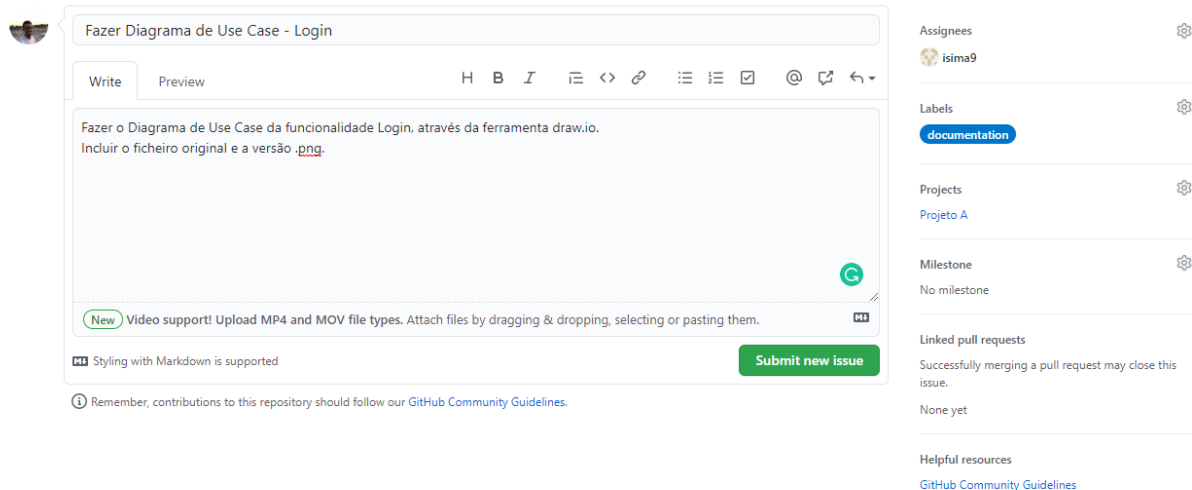 Fazer Diagrama de Use Case - Login
Write
Preview
Fazer o Diagrama de Use Case da funcionalidade Login, através da ferramenta draw.io.
Incluir o ficheiro original e a versão .png.
New Video support! Upload MP4 and MOV file types. Attach files by dragging & dropping, selecting or pasting them.
Styling with Markdown is supported
Submit new issue
Remember, contributions to this repository should follow our GitHub Community Guidelines.
Assignees
isima9
Labels
documentation
Projects
Projeto A
Milestone
No milestone
Linked pull requests
Successfully merging a pull request may close this
issue.
None yet
Helpful resources
GitHub Community Guidelines